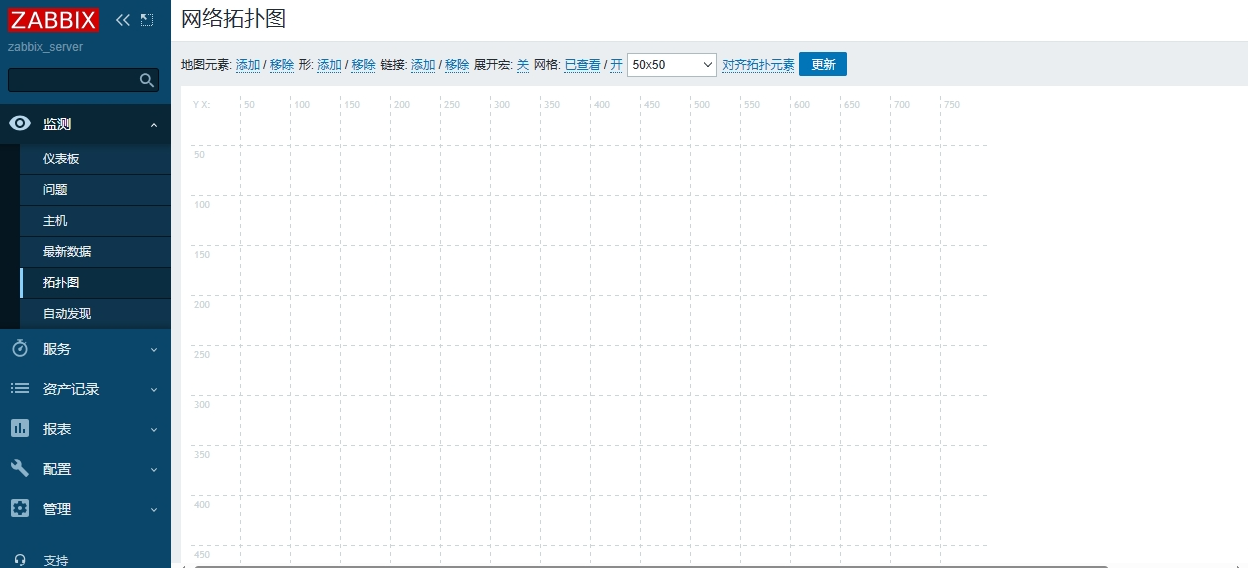 ZABBIX
zabbix_server
监测
仪表板
问题
主机
最新数据
拓扑图
自动发现
服务
资产记录
报表
配置
管理
支持
网络拓扑图
地图元素: 添加 / 移除 形: 添加 / 移除 链接: 添加 / 移除 展开宏: 关 网格: 已查看 / 开 50x50 对齐拓扑元素 更新
Y X: 50 100 150 200 250 300 350 400 450 500 550 600 650 700 750
50
100
150
200
250
300
350
400
450